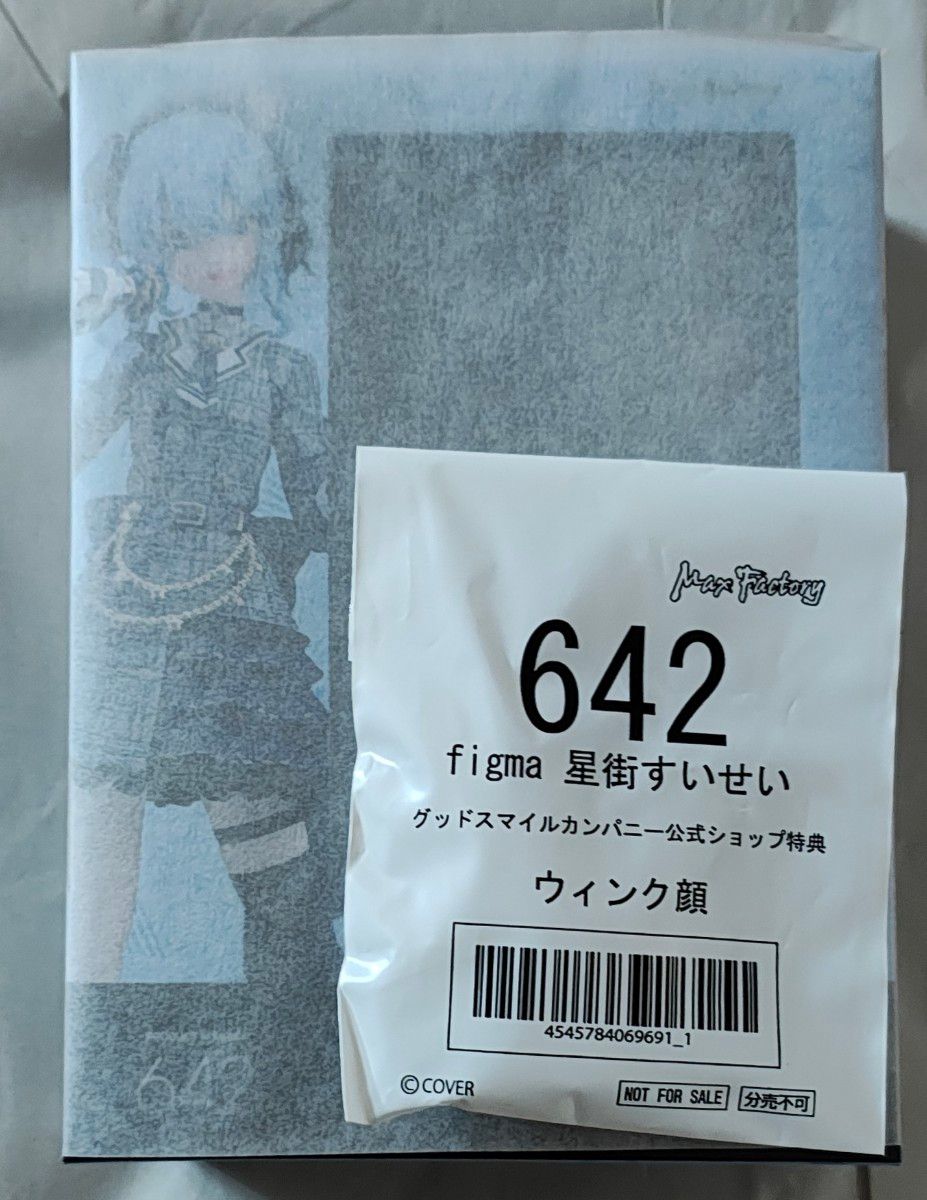 Max Factory
642
figma 星街すいせい
グッドスマイルカンパニー公式ショップ特典
ウィンク顔
4545784069691_1
©COVER
NOT FOR SALE
分売不可
642